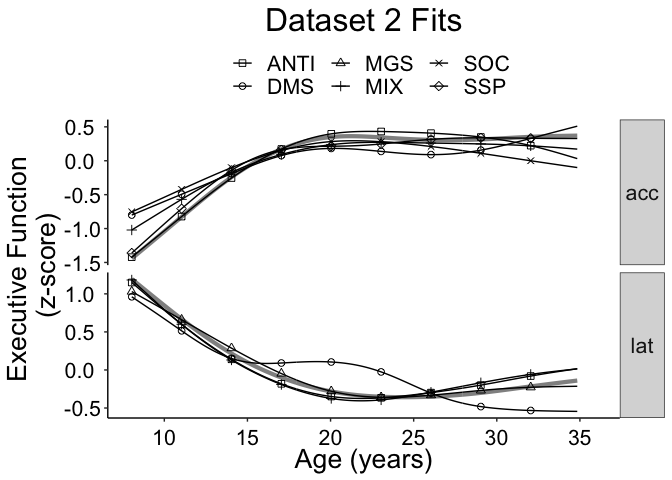 Dataset 2 Fits
ANTI MGS SOC
DMS MIX SSP
Executive Function
(z-score)
0.5
0.0
-0.5
-1.0
-1.5
acc
1.0
0.5
0.0
-0.5
lat
10 15 20 25 30 35
Age (years)